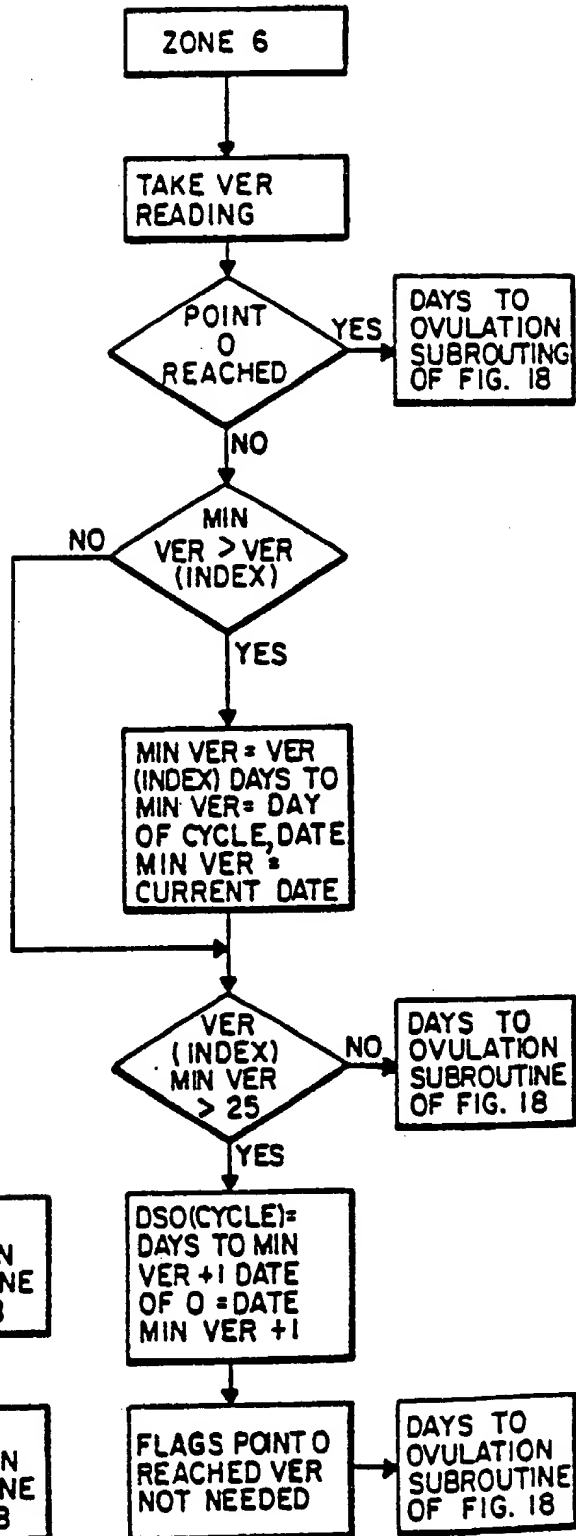 ZONE 6
TAKE VER
READING
POINT
O
REACHED
YES
DAYS TO
OVULATION
SUBROUTING
OF FIG. 18
NO
MIN
VER > VER
(INDEX)
NO
YES
MIN VER = VER
(INDEX) DAYS TO
MIN VER = DAY
OF CYCLE, DATE
MIN VER =
CURRENT DATE
VER
(INDEX)
MIN VER
> 25
NO
DAYS TO
OVULATION
SUBROUTINE
OF FIG. 18
YES
N
NE
DSO(CYCLE)=
DAYS TO MIN
VER +1 DATE
OF O = DATE
MIN VER +1
N
NE
FLAGS POINT O
REACHED VER
NOT NEEDED
DAYS TO
OVULATION
SUBROUTINE
OF FIG. 18